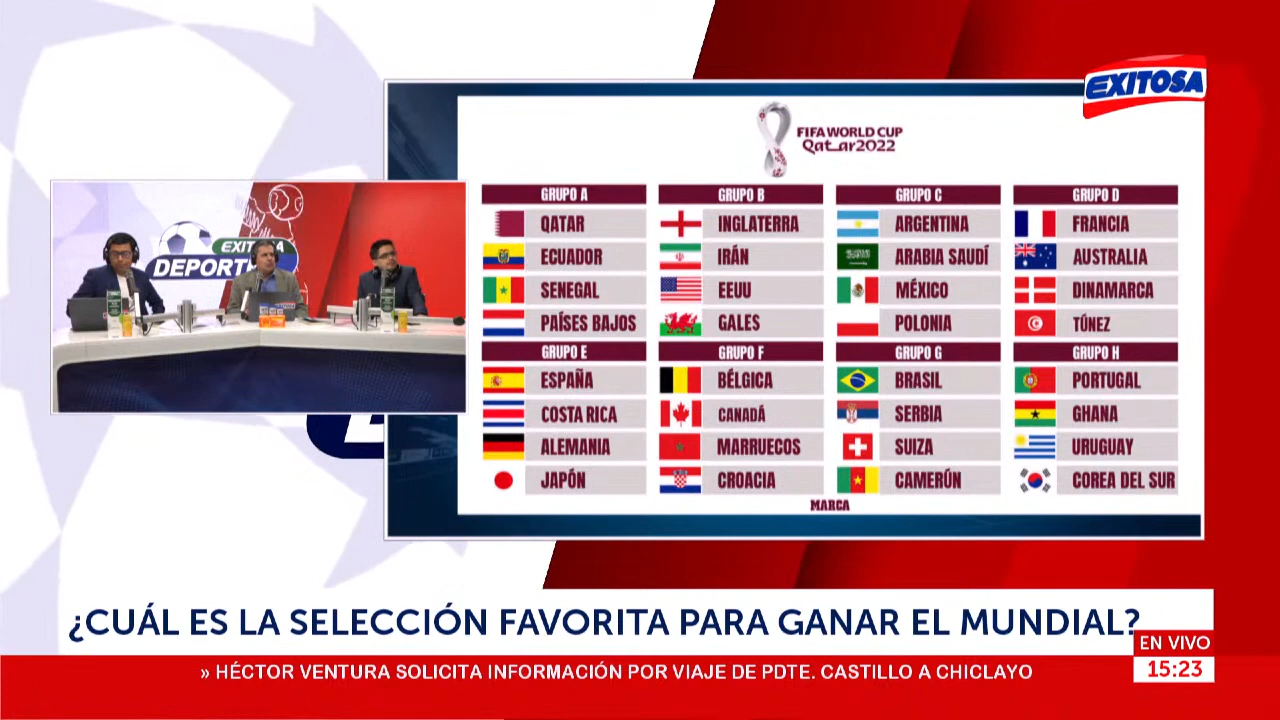 EXITOSA
FIFA WORLD CUP
Qatar2022
GRUPO A
QATAR
ECUADOR
SENEGAL
PAÍSES BAJOS
GRUPO B
INGLATERRA
IRÁN
EEUU
GALES
GRUPO C
ARGENTINA
ARABIA SAUDÍ
MÉXICO
POLONIA
GRUPO D
FRANCIA
AUSTRALIA
DINAMARCA
TÚNEZ
GRUPO E
ESPAÑA
COSTA RICA
ALEMANIA
JAPÓN
GRUPO F
BÉLGICA
CANADÁ
MARRUECOS
CROACIA
GRUPO G
BRASIL
SERBIA
SUIZA
CAMERÚN
GRUPO H
PORTUGAL
GHANA
URUGUAY
COREA DEL SUR
MARCA
EXITOSA
DEPORT
¿CUÁL ES LA SELECCIÓN FAVORITA PARA GANAR EL MUNDIAL?
EN VIVO
15:23
» HÉCTOR VENTURA SOLICITA INFORMACIÓN POR VIAJE DE PDTE. CASTILLO A CHICLAYO